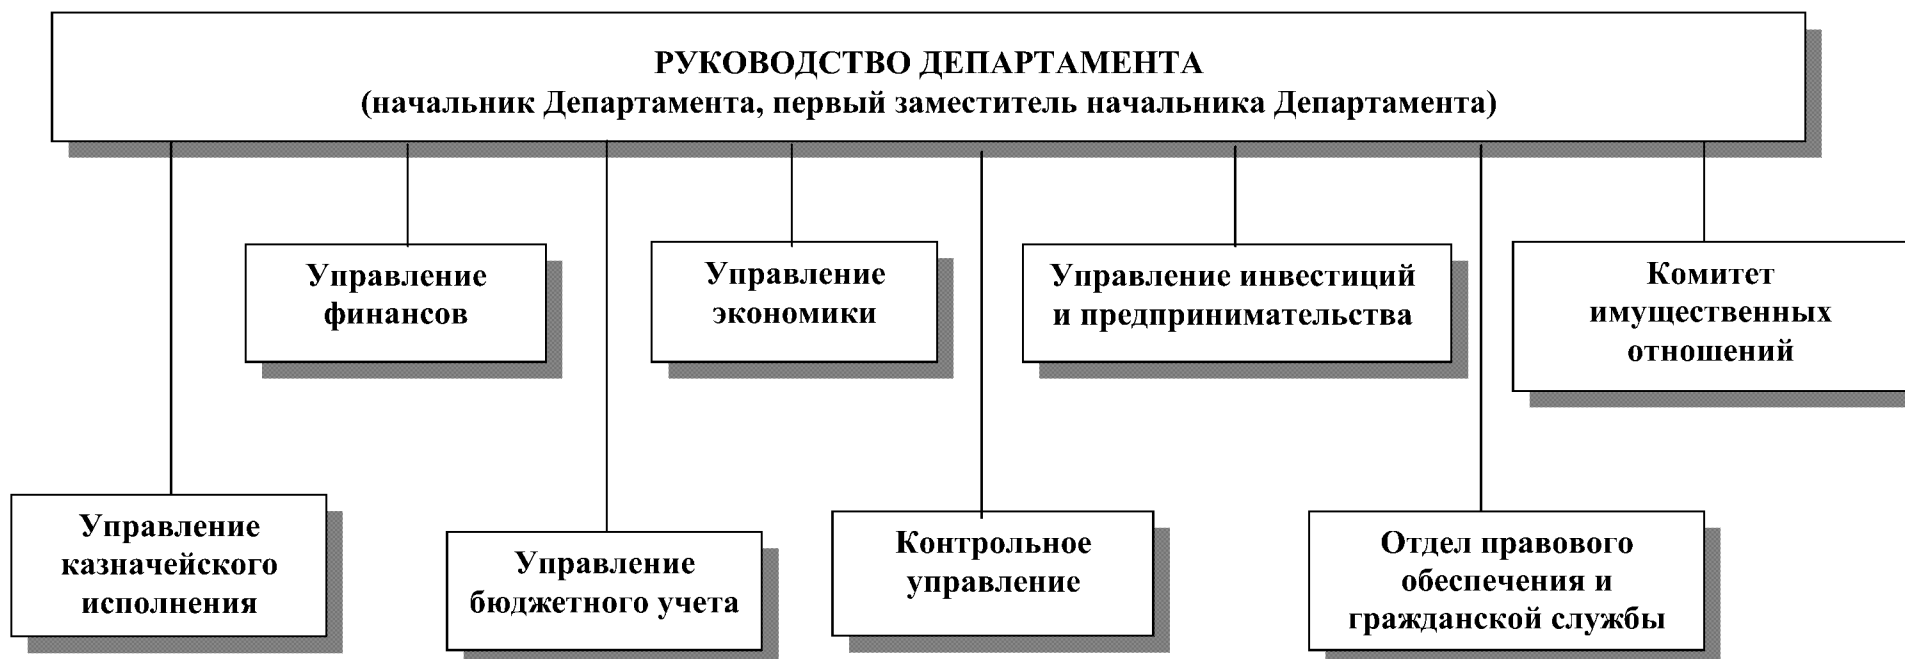 РУКОВОДСТВО ДЕПАРТАМЕНТА
(начальник Департамента, первый заместитель начальника Департамента)
Управление
финансов
Управление
экономики
Управление инвестиций
и предпринимательства
Комитет
имущественных
отношений
Управление
казначейского
исполнения
Управление
бюджетного учета
Контрольное
управление
Отдел правового
обеспечения и
гражданской службы